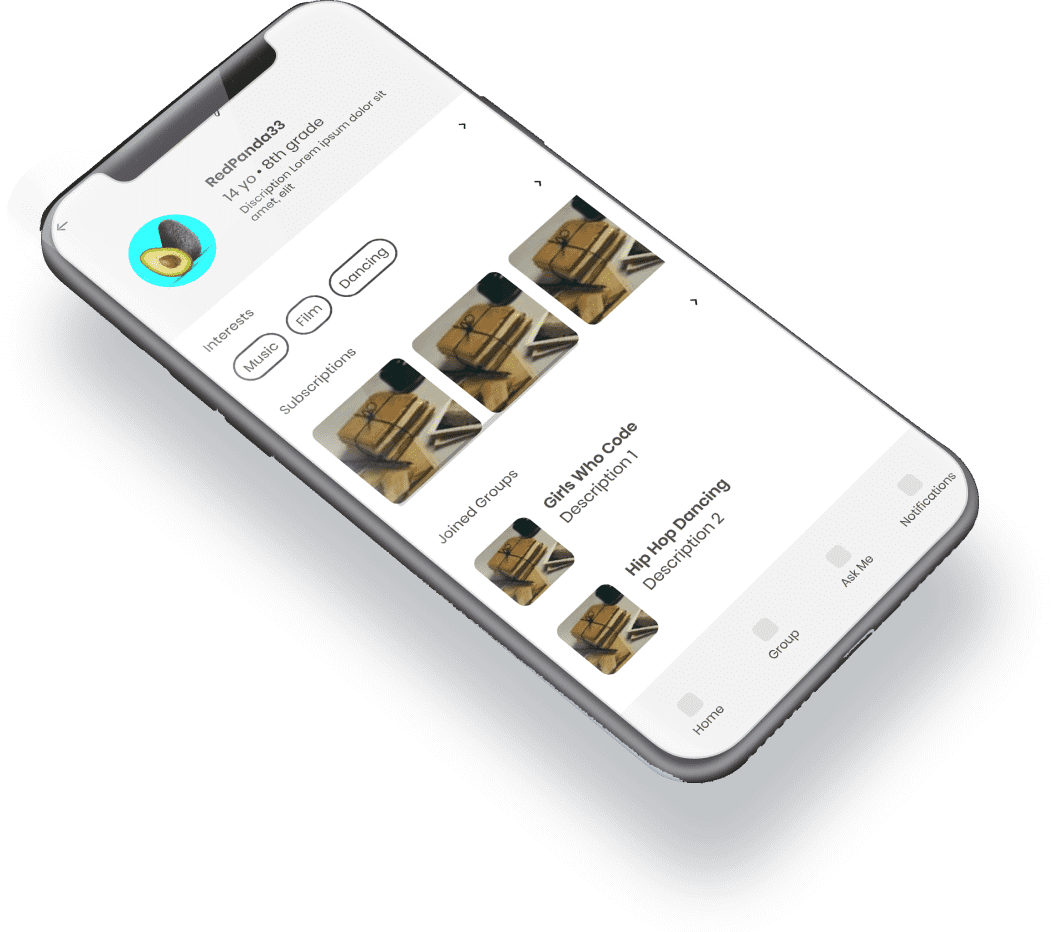 RedPanda33
14 yo • 8th grade
Discription Lorem ipsum dolor sit
amet, elit
Interests
Music
Film
Dancing
Subscriptions
Joined Groups
Girls Who Code
Description 1
Hip Hop Dancing
Description 2
Home
Group
Ask Me
Notifications